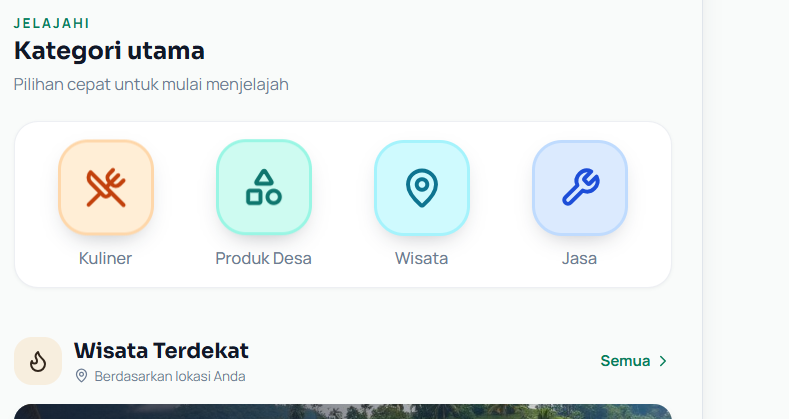 JELAJAHI
Kategori utama
Pilihan cepat untuk mulai menjelajah
Kuliner
Produk Desa
Wisata
Jasa
Wisata Terdekat
Berdasarkan lokasi Anda
Semua